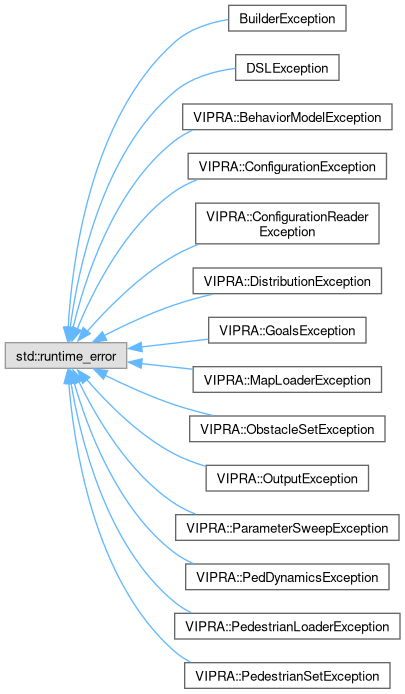 BuilderException
DSLException
VIPRA::BehaviorModelException
VIPRA::ConfigurationException
VIPRA::ConfigurationReader
Exception
VIPRA::DistributionException
VIPRA::GoalsException
std::runtime_error
VIPRA::MapLoaderException
VIPRA::ObstacleSetException
VIPRA::OutputException
VIPRA::ParameterSweepException
VIPRA::PedDynamicsException
VIPRA::PedestrianLoaderException
VIPRA::PedestrianSetException